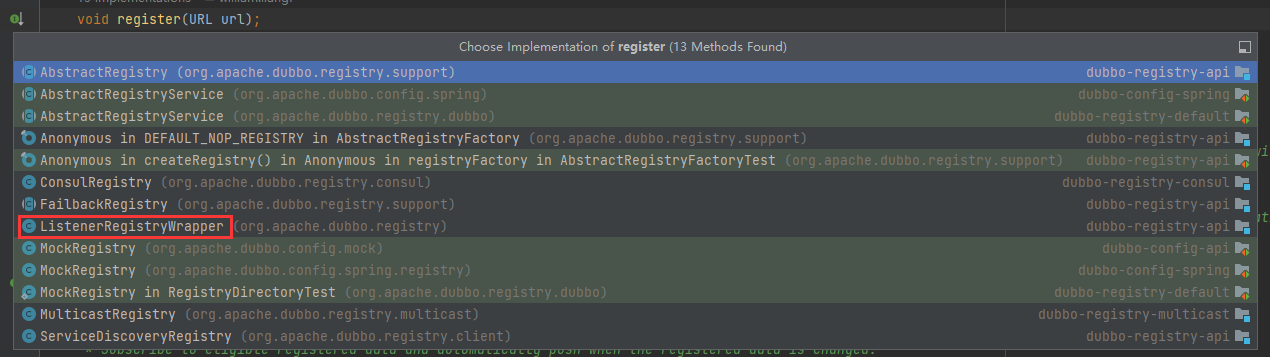 void register(URL url);
Choose Implementation of register (13 Methods Found)
AbstractRegistry (org.apache.dubbo.registry.support) dubbo-registry-api
AbstractRegistryService (org.apache.dubbo.config.spring) dubbo-config-spring
AbstractRegistryService (org.apache.dubbo.registry.dubbo) dubbo-registry-default
Anonymous in DEFAULT_NOP_REGISTRY in AbstractRegistryFactory (org.apache.dubbo.registry.support) dubbo-registry-api
Anonymous in createRegistry() in Anonymous in registryFactory in AbstractRegistryFactoryTest (org.apache.dubbo.registry.support) dubbo-registry-api
ConsulRegistry (org.apache.dubbo.registry.consul) dubbo-registry-consul
FailbackRegistry (org.apache.dubbo.registry.support) dubbo-registry-api
ListenerRegistryWrapper (org.apache.dubbo.registry) dubbo-registry-api
MockRegistry (org.apache.dubbo.config.mock) dubbo-config-api
MockRegistry (org.apache.dubbo.config.spring.registry) dubbo-config-spring
MockRegistry in RegistryDirectoryTest (org.apache.dubbo.registry.dubbo) dubbo-registry-default
MulticastRegistry (org.apache.dubbo.registry.multicast) dubbo-registry-multicast
ServiceDiscoveryRegistry (org.apache.dubbo.registry.client) dubbo-registry-api
* Subscribe to eligible registered data and automatically push when the registered data is changed.